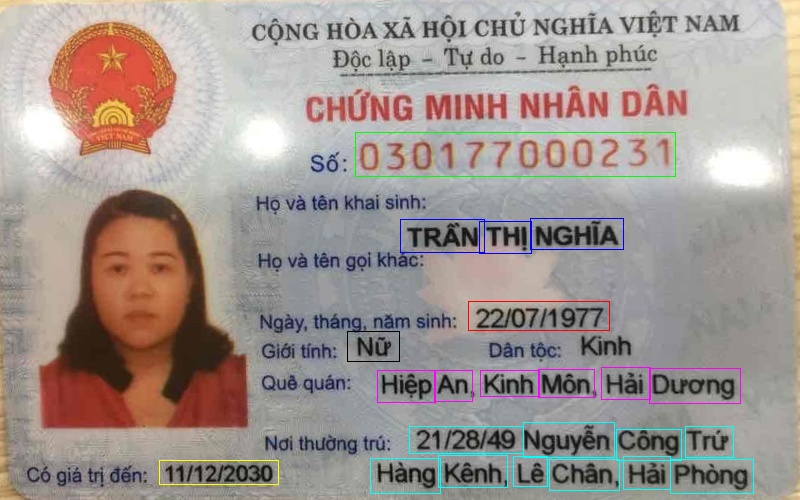 CỘNG HÒA XÃ HỘI CHỦ NGHĨA VIỆT NAM
Độc lập - Tự do - Hạnh phúc
CHỨNG MINH NHÂN DÂN
Số: 030177000231
Họ và tên khai sinh:
TRẦN THỊ NGHĨA
Họ và tên gọi khác:
Ngày, tháng, năm sinh: 22/07/1977
Giới tính: Nữ Dân tộc: Kinh
Quê quán: Hiệp An, Kinh Môn, Hải Dương
Nơi thường trú: 21/28/49 Nguyễn Công Trứ
Hàng Kênh, Lê Chân, Hải Phòng
Có giá trị đến: 11/12/2030
VIỆT NAM